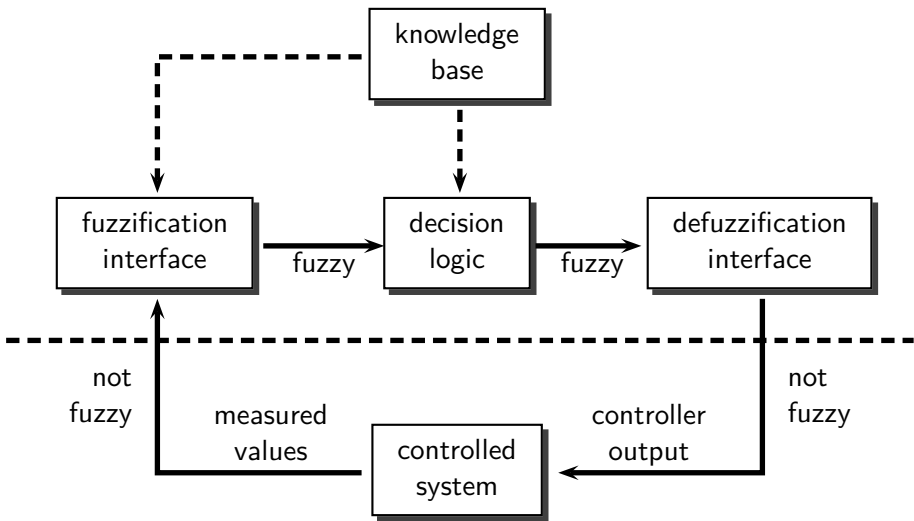 knowledge
base
fuzzification
interface
decision
logic
defuzzification
interface
fuzzy
fuzzy
not
fuzzy
measured
values
controlled
system
controller
output
not
fuzzy